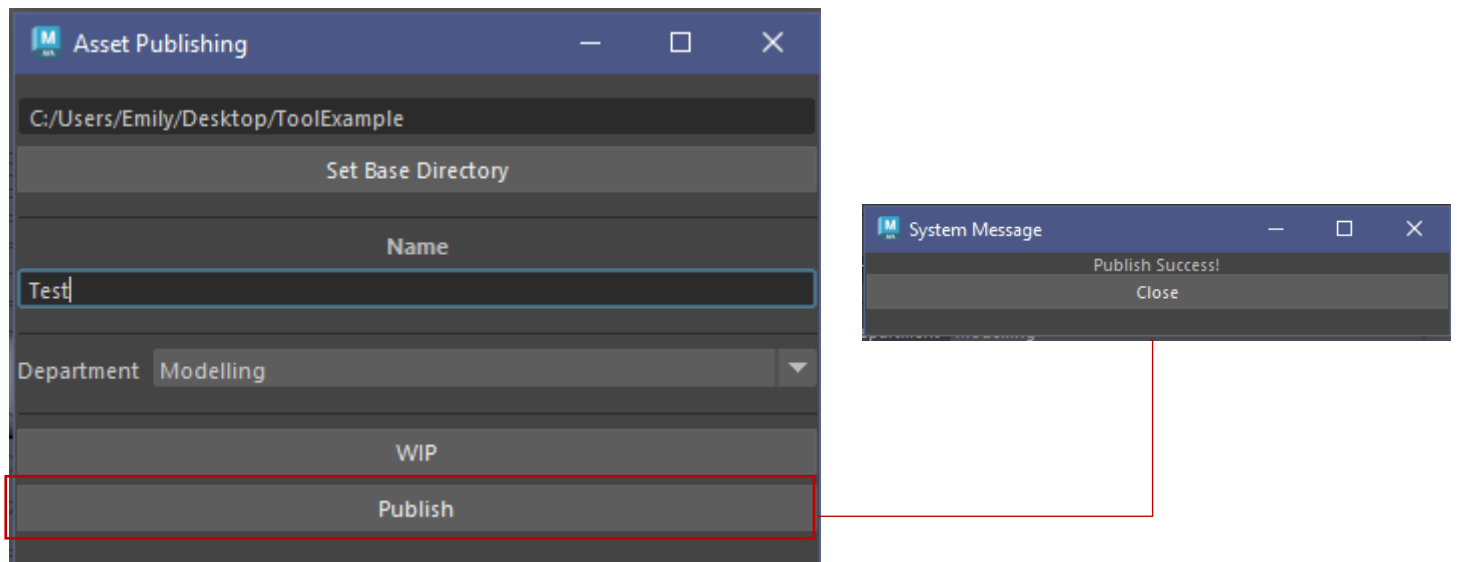 Asset Publishing
C:/Users/Emily/Desktop/ToolExample
Set Base Directory
Name
Test
Department Modelling
WIP
Publish
System Message
Publish Success!
Close